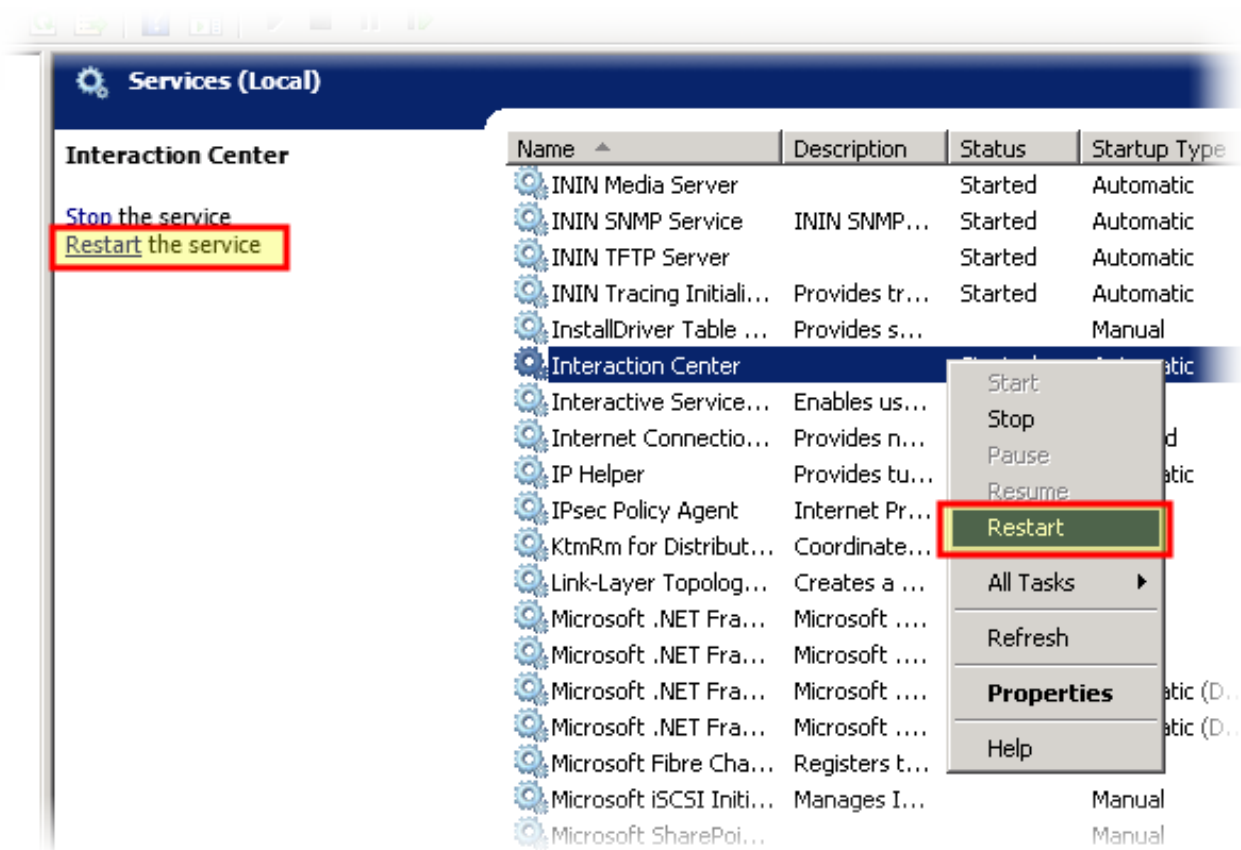 Services (Local)
Interaction Center
Stop the service
Restart the service
Name Description Status Startup Type
ININ Media Server Started Automatic
ININ SNMP Service ININ SNMP... Started Automatic
ININ TFTP Server Started Automatic
ININ Tracing Initiali... Provides tr... Started Automatic
InstallDriver Table ... Provides s... Manual
Interaction Center
Interactive Service... Enables us...
Internet Connectio... Provides n...
IP Helper Provides tu...
IPsec Policy Agent Internet Pr...
KtmRm for Distribut... Coordinate...
Link-Layer Topolog... Creates a ...
Microsoft .NET Fra... Microsoft ....
Microsoft .NET Fra... Microsoft ....
Microsoft .NET Fra... Microsoft .... atic (D...
Microsoft .NET Fra... Microsoft .... atic (D...
Microsoft Fibre Cha... Registers t...
Microsoft iSCSI Initi... Manages I... Manual
Microsoft SharePoi... Manual
Start
Stop
Pause
Resume
Restart
All Tasks
Refresh
Properties
Help